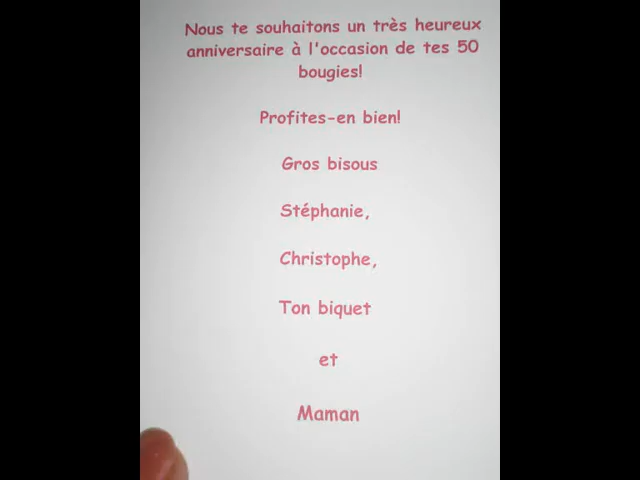 Nous te souhaitons un très heureux
anniversaire à l'occasion de tes 50
bougies!
Profites-en bien!
Gros bisous
Stéphanie,
Christophe,
Ton biquet
et
Maman